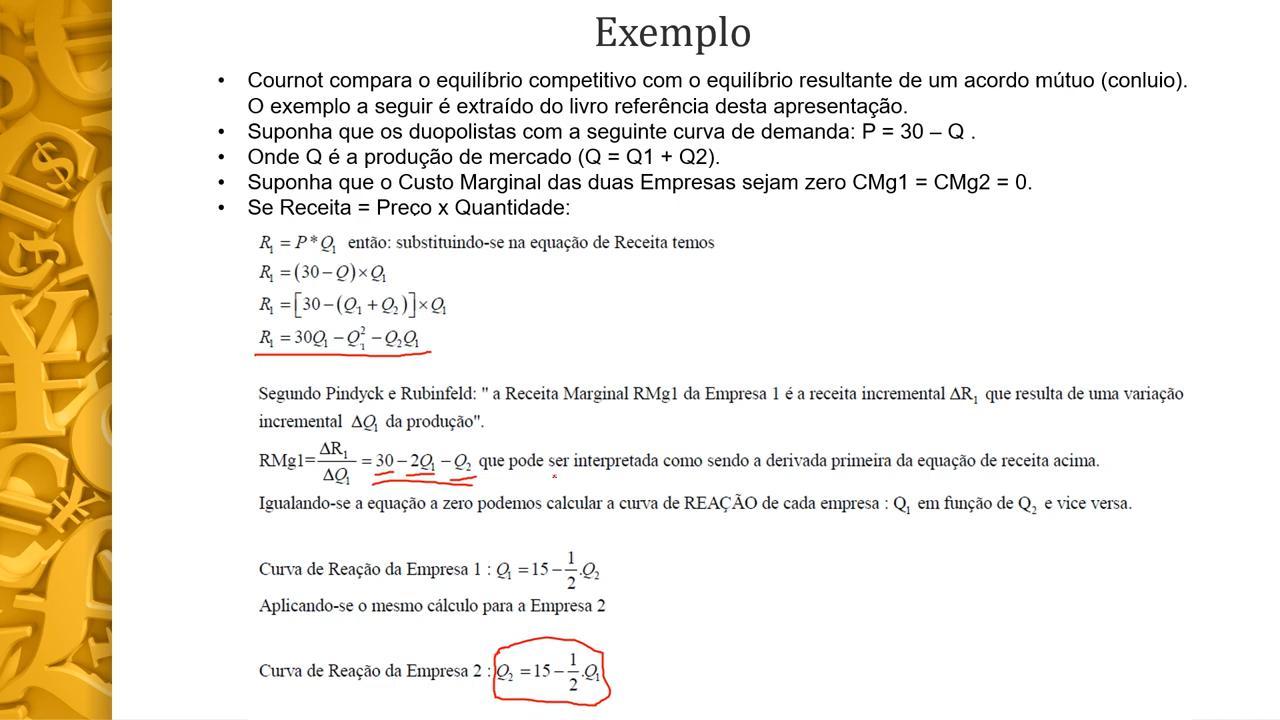 Exemplo
• Cournot compara o equilíbrio competitivo com o equilíbrio resultante de um acordo mútuo (conluio).
O exemplo a seguir é extraído do livro referência desta apresentação.
• Suponha que os duopolistas com a seguinte curva de demanda: P = 30 – Q .
• Onde Q é a produção de mercado (Q = Q1 + Q2).
• Suponha que o Custo Marginal das duas Empresas sejam zero CMg1 = CMg2 = 0.
• Se Receita = Preço x Quantidade:
R₁ = P * Q₁ então: substituindo-se na equação de Receita temos
R₁ = (30 − Q) × Q₁
R₁ = [30 − (Q₁ + Q₂)] × Q₁
R₁ = 30Q₁ − Q₁² − Q₂Q₁
Segundo Pindyck e Rubinfeld: " a Receita Marginal RMg1 da Empresa 1 é a receita incremental ΔR₁ que resulta de uma variação
incremental ΔQ₁ da produção".
RMg1= ΔR₁/ΔQ₁ = 30 − 2Q₁ − Q₂ que pode ser interpretada como sendo a derivada primeira da equação de receita acima.
Igualando-se a equação a zero podemos calcular a curva de REAÇÃO de cada empresa : Q₁ em função de Q₂ e vice versa.
Curva de Reação da Empresa 1 : Q₁ = 15 − 1/2 .Q₂
Aplicando-se o mesmo cálculo para a Empresa 2
Curva de Reação da Empresa 2 : Q₂ = 15 − 1/2 .Q₁